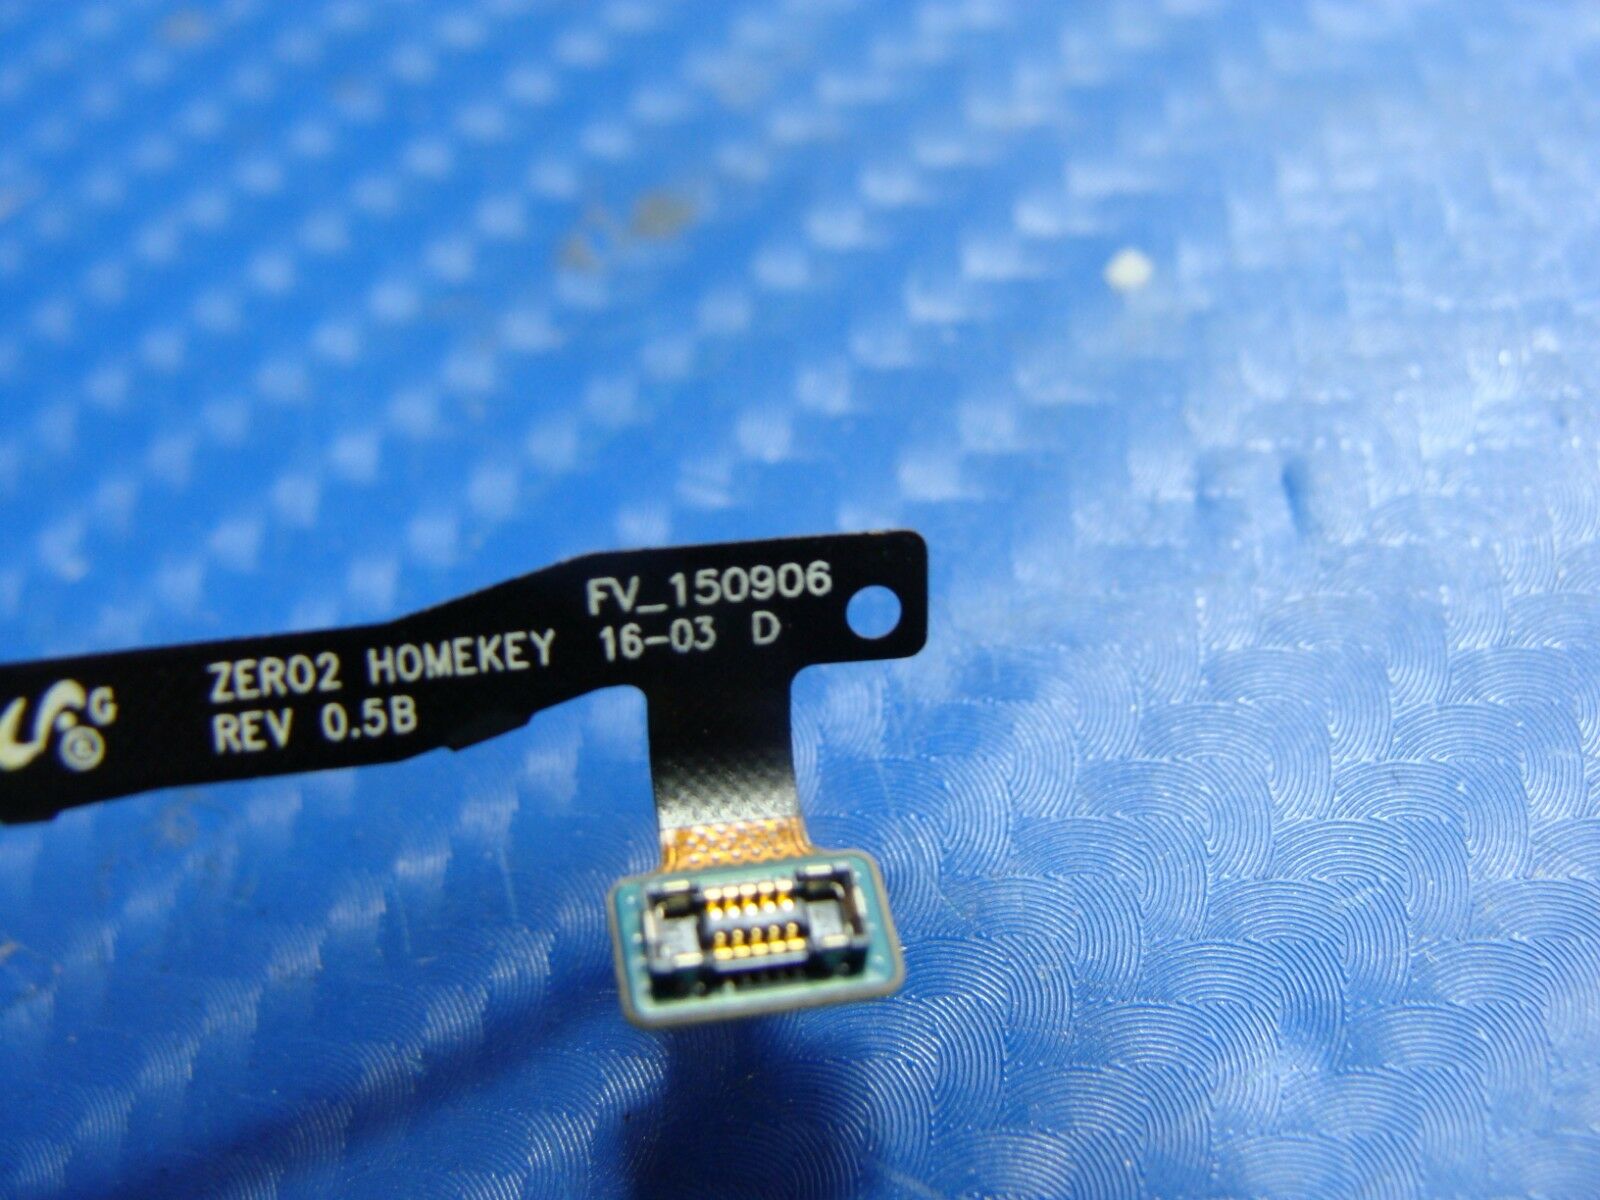 FV_150906
ZERO2 HOMEKEY 16-03 D
REV 0.5B
G